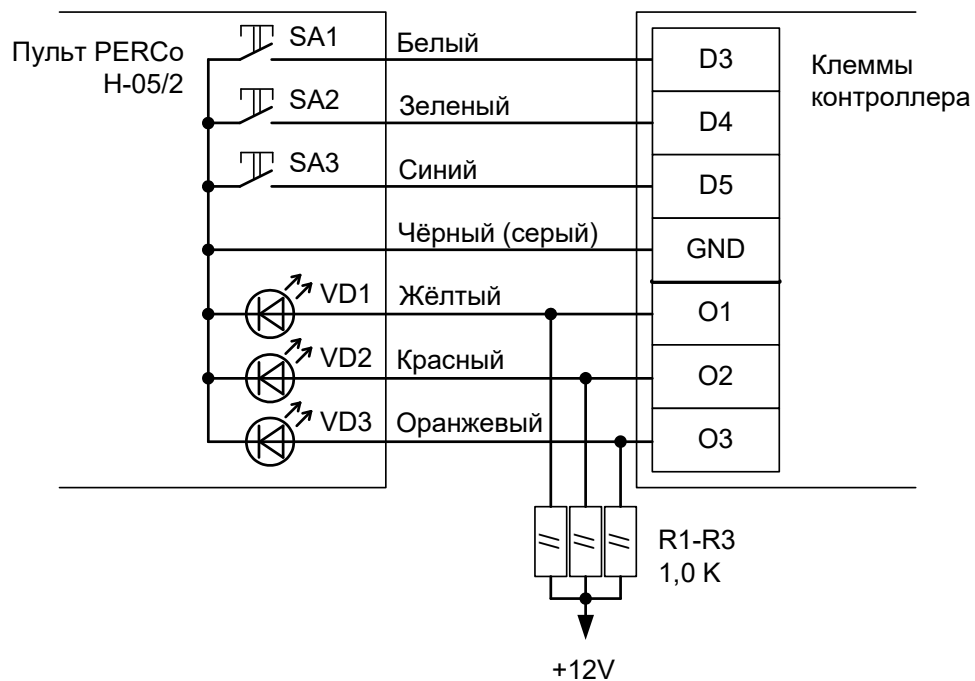 Пульт PERCo
H-05/2
SA1
Белый
D3
SA2
Зеленый
D4
SA3
Синий
D5
Чёрный (серый)
GND
VD1
Жёлтый
O1
VD2
Красный
O2
VD3
Оранжевый
O3
Клеммы
контроллера
R1-R3
1,0 K
+12V